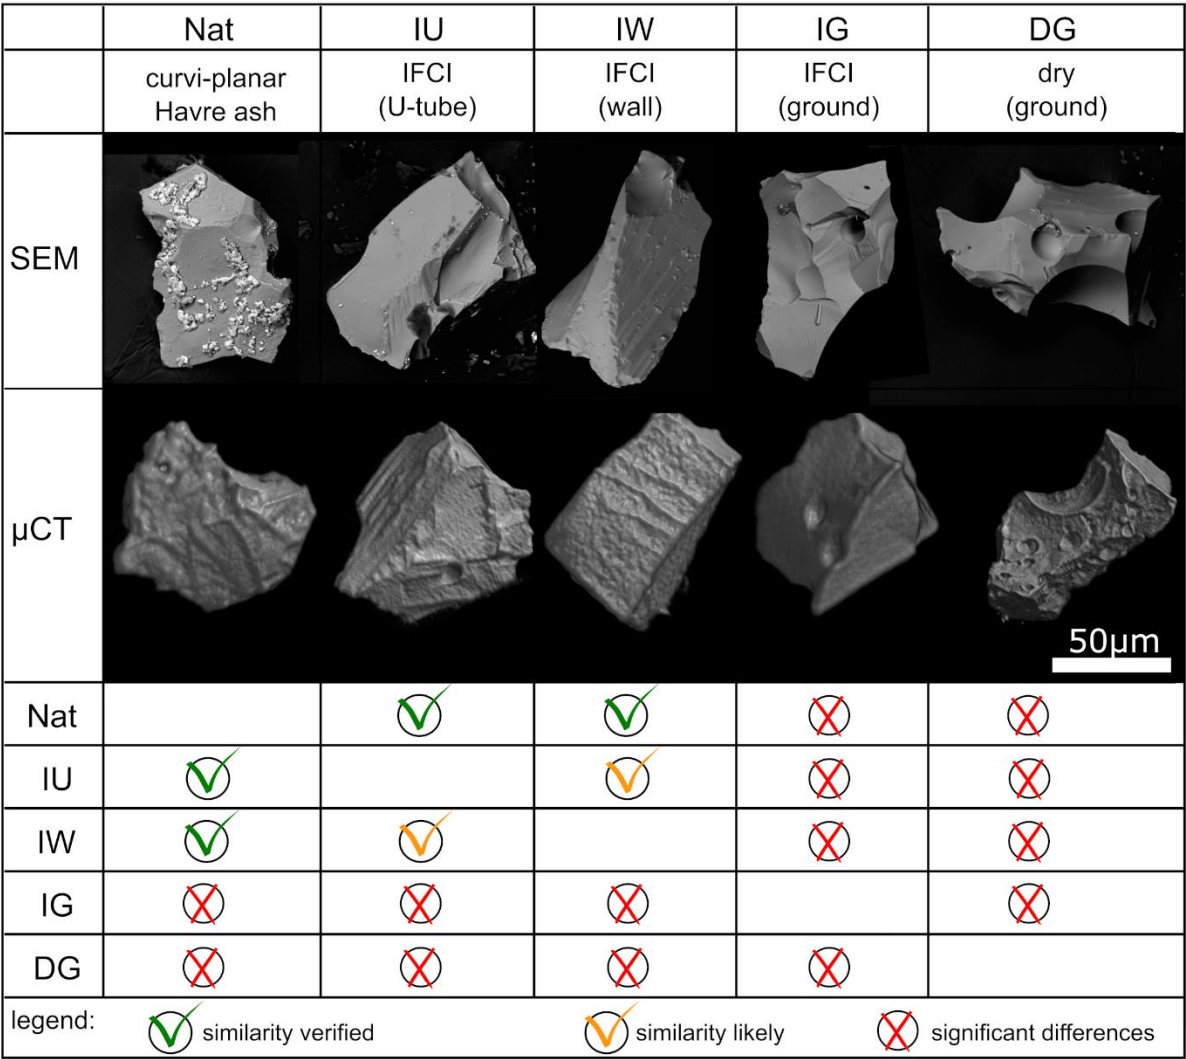 Nat IU IW IG DG
curvi-planar
Havre ash
IFCI
(U-tube)
IFCI
(wall)
IFCI
(ground)
dry
(ground)
SEM
µCT
50µm
Nat
IU
IW
IG
DG
legend: similarity verified similarity likely significant differences